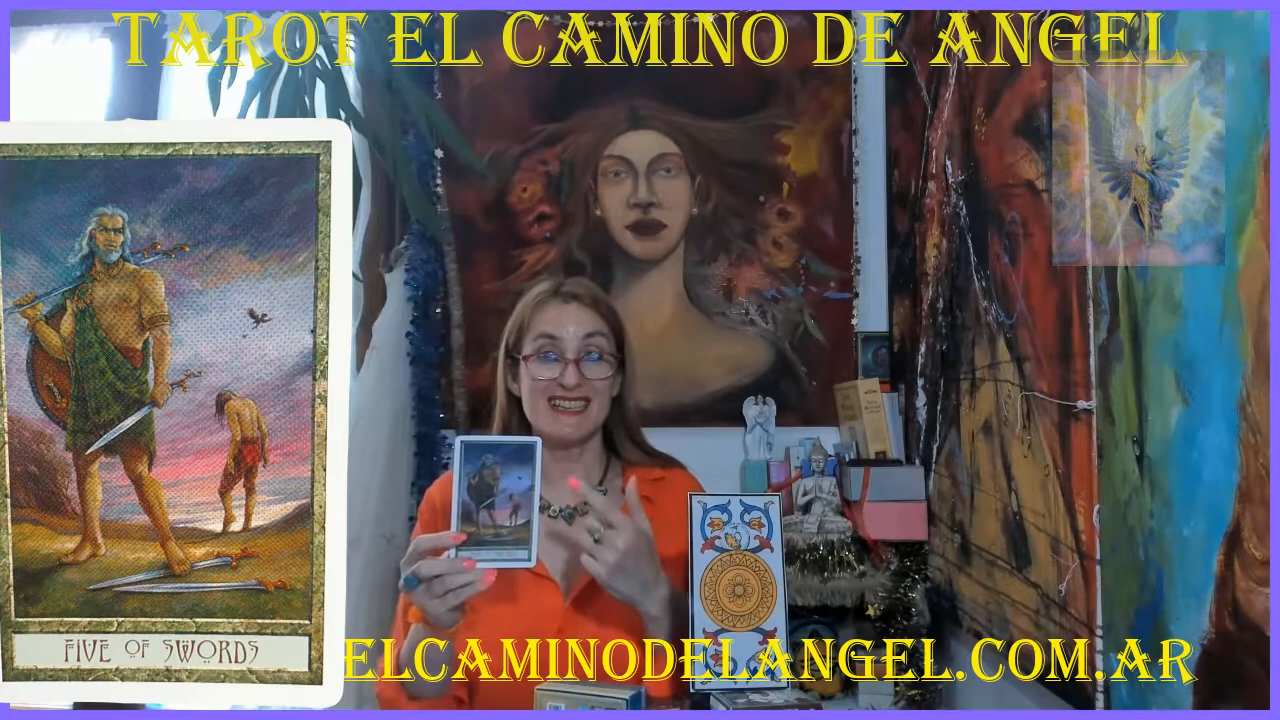 TAROT EL CAMINO DE ANGEL
FIVE OF SWORDS
ELCAMINODELANGEL.COM.AR